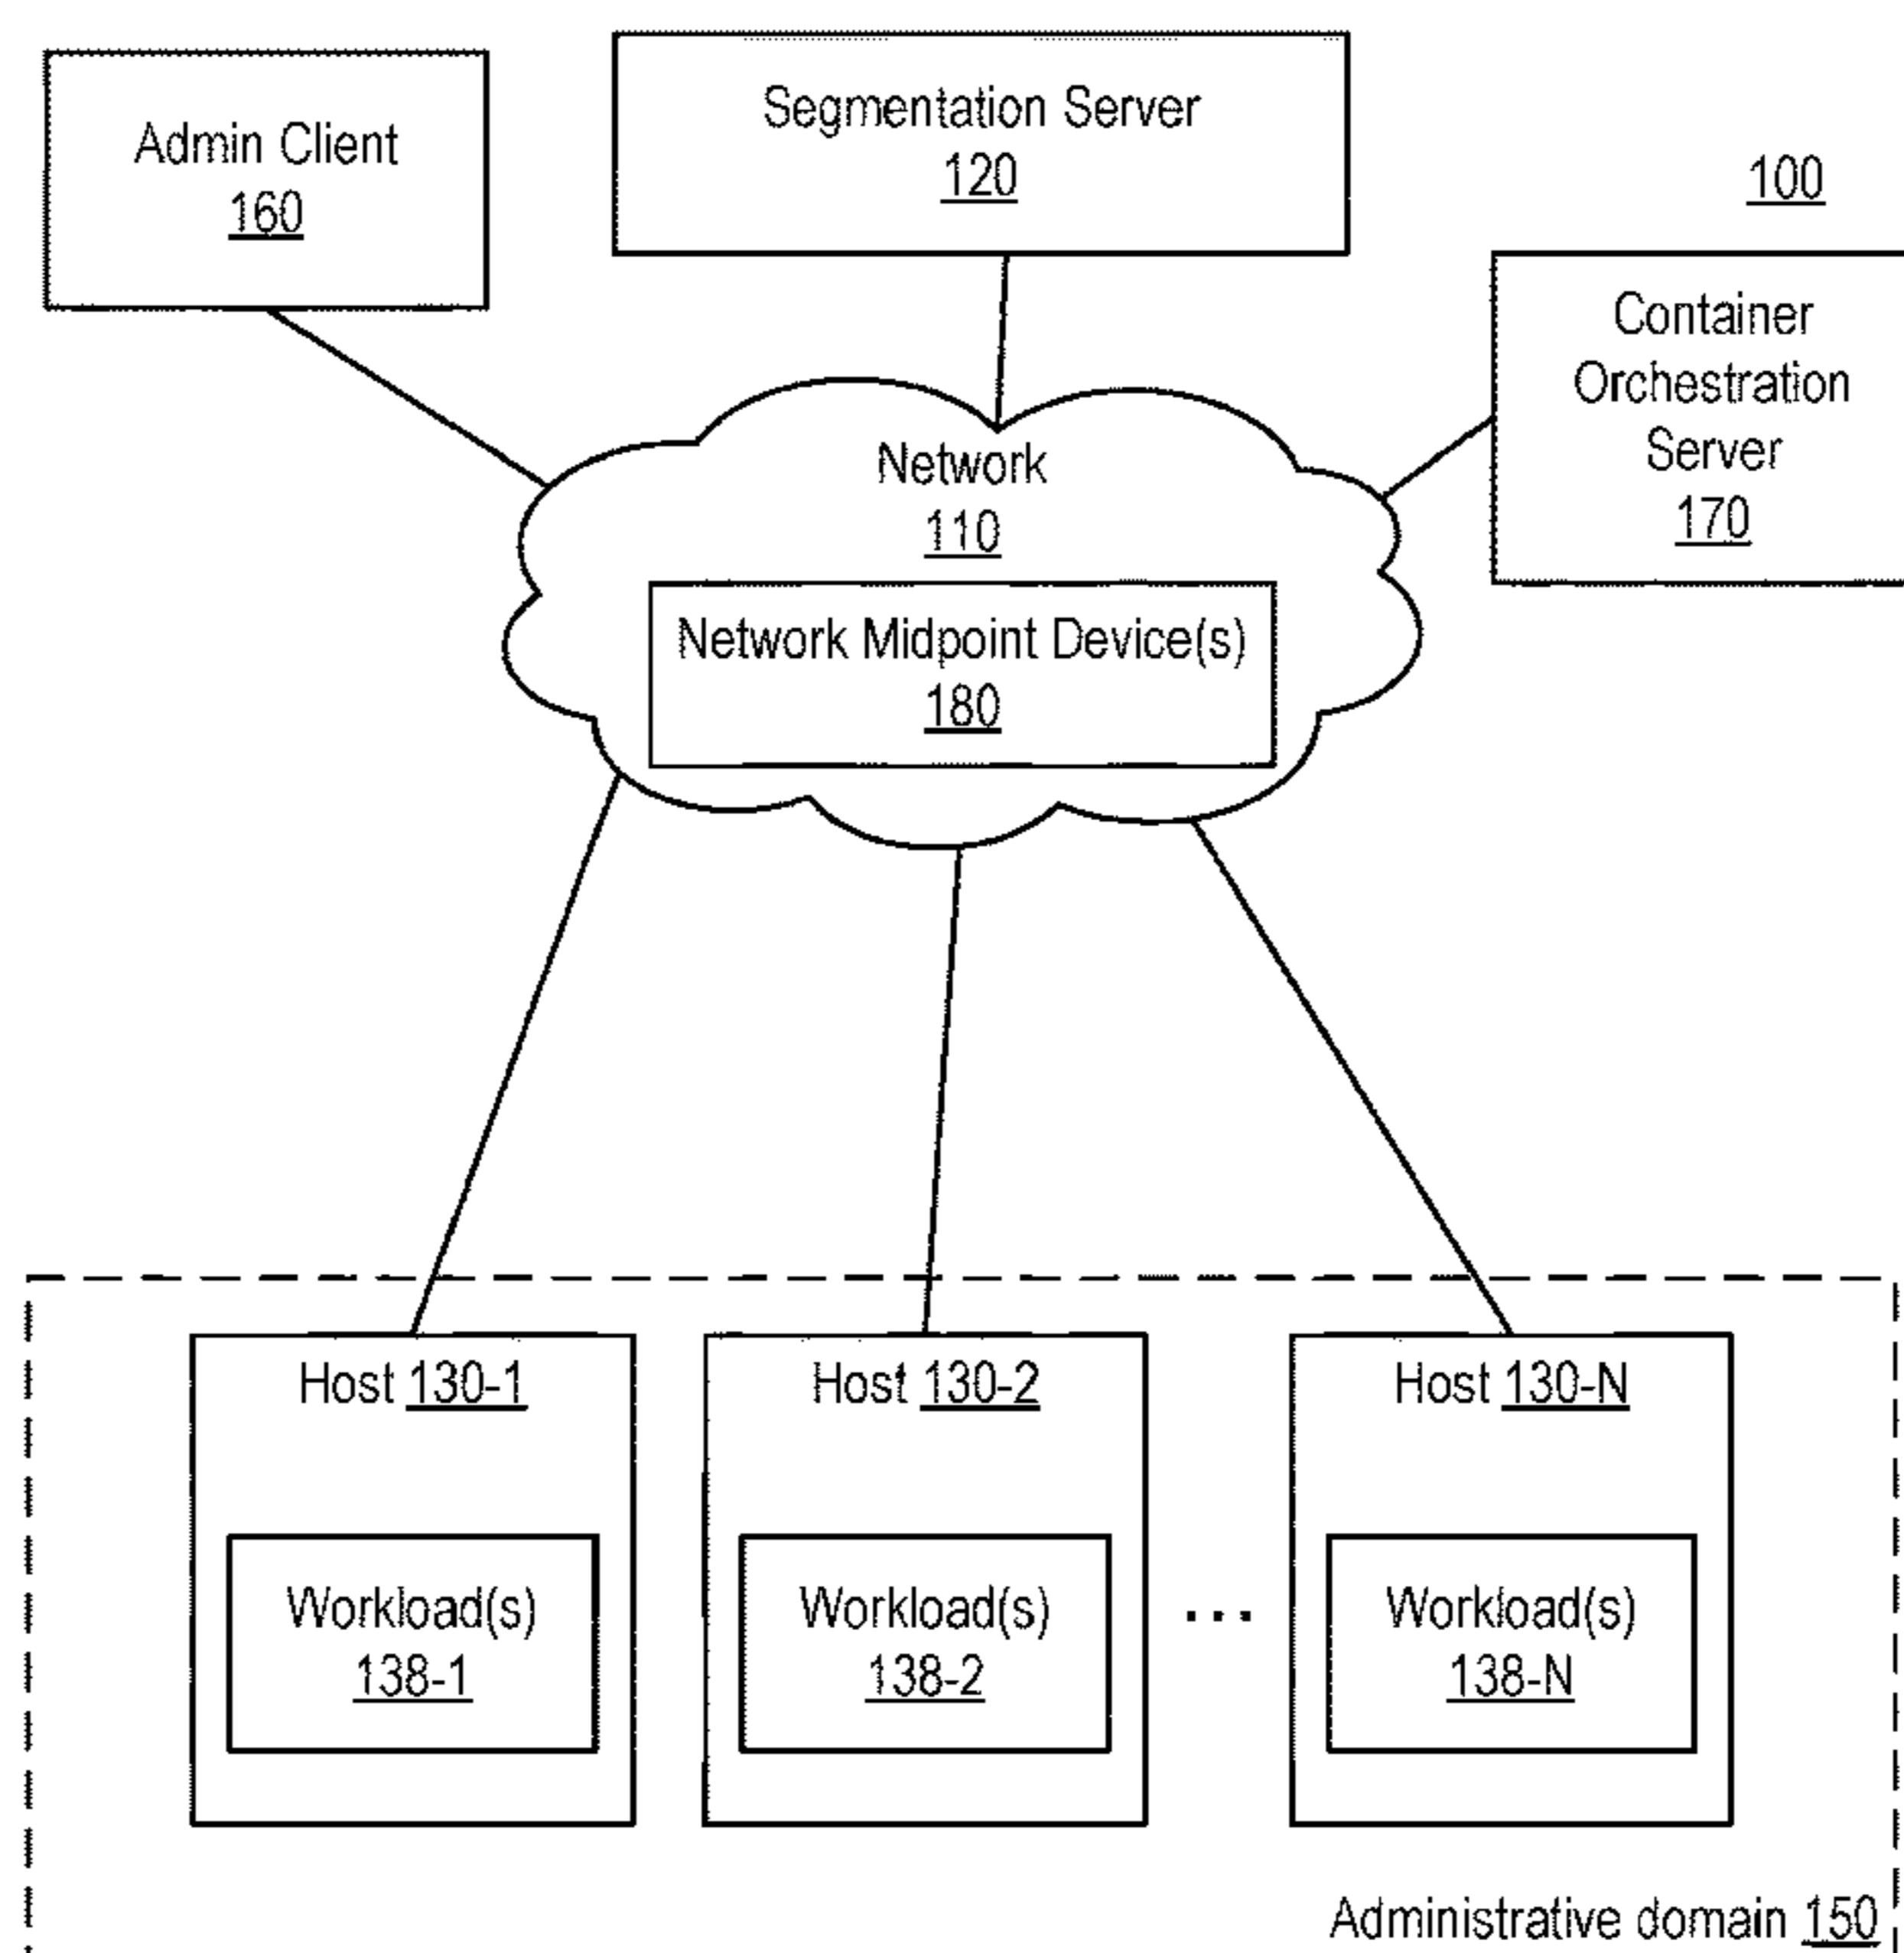 Admin Client
160
Segmentation Server
120
100
Container
Orchestration
Server
170
Network
110
Network Midpoint Device(s)
180
Host 130-1
Host 130-2
Host 130-N
Workload(s)
138-1
Workload(s)
138-2
...
Workload(s)
138-N
Administrative domain 150